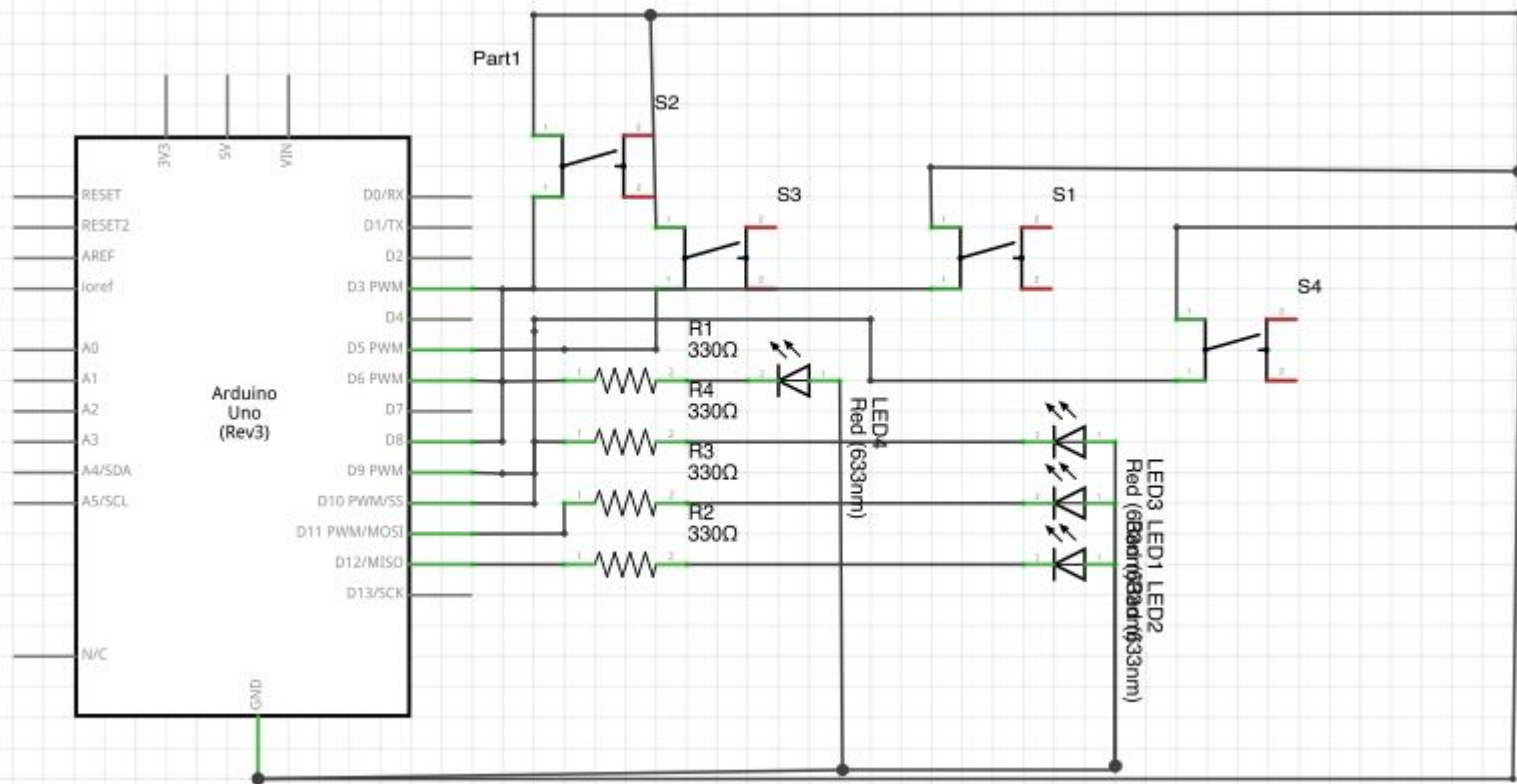 Part1
S2
S3
S1
S4
3V3
5V
VIN
RESET
RESET2
AREF
ioref
A0
A1
A2
A3
A4/SDA
A5/SCL
N/C
GND
Arduino
Uno
(Rev3)
D0/RX
D1/TX
D2
D3 PWM
D4
D5 PWM
D6 PWM
D7
D8
D9 PWM
D10 PWM/SS
D11 PWM/MOSI
D12/MISO
D13/SCK
R1
330Ω
R4
330Ω
R3
330Ω
R2
330Ω
LED4
Red (633nm)
LED3 LED1 LED2
Red
(633nm)